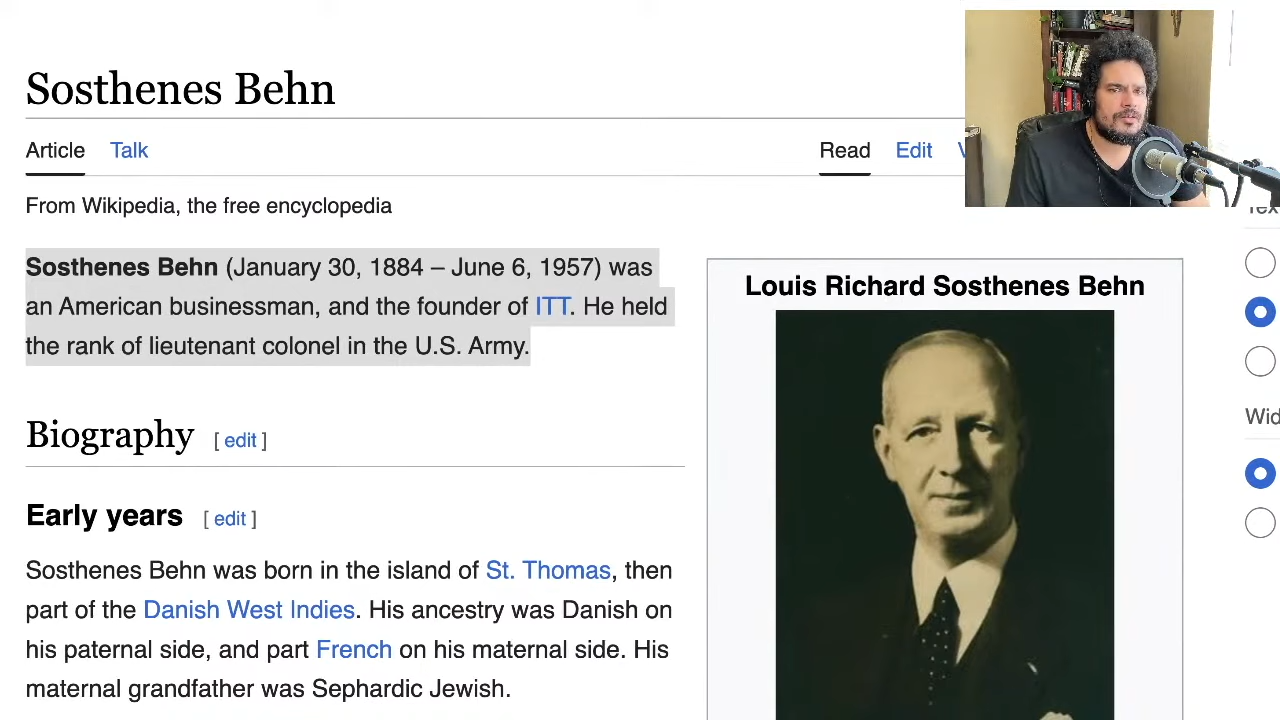 Sosthenes Behn
Article Talk
Read Edit
From Wikipedia, the free encyclopedia
Sosthenes Behn (January 30, 1884 – June 6, 1957) was
an American businessman, and the founder of ITT. He held
the rank of lieutenant colonel in the U.S. Army.
Louis Richard Sosthenes Behn
Biography [ edit ]
Early years [ edit ]
Sosthenes Behn was born in the island of St. Thomas, then
part of the Danish West Indies. His ancestry was Danish on
his paternal side, and part French on his maternal side. His
maternal grandfather was Sephardic Jewish.
Wid